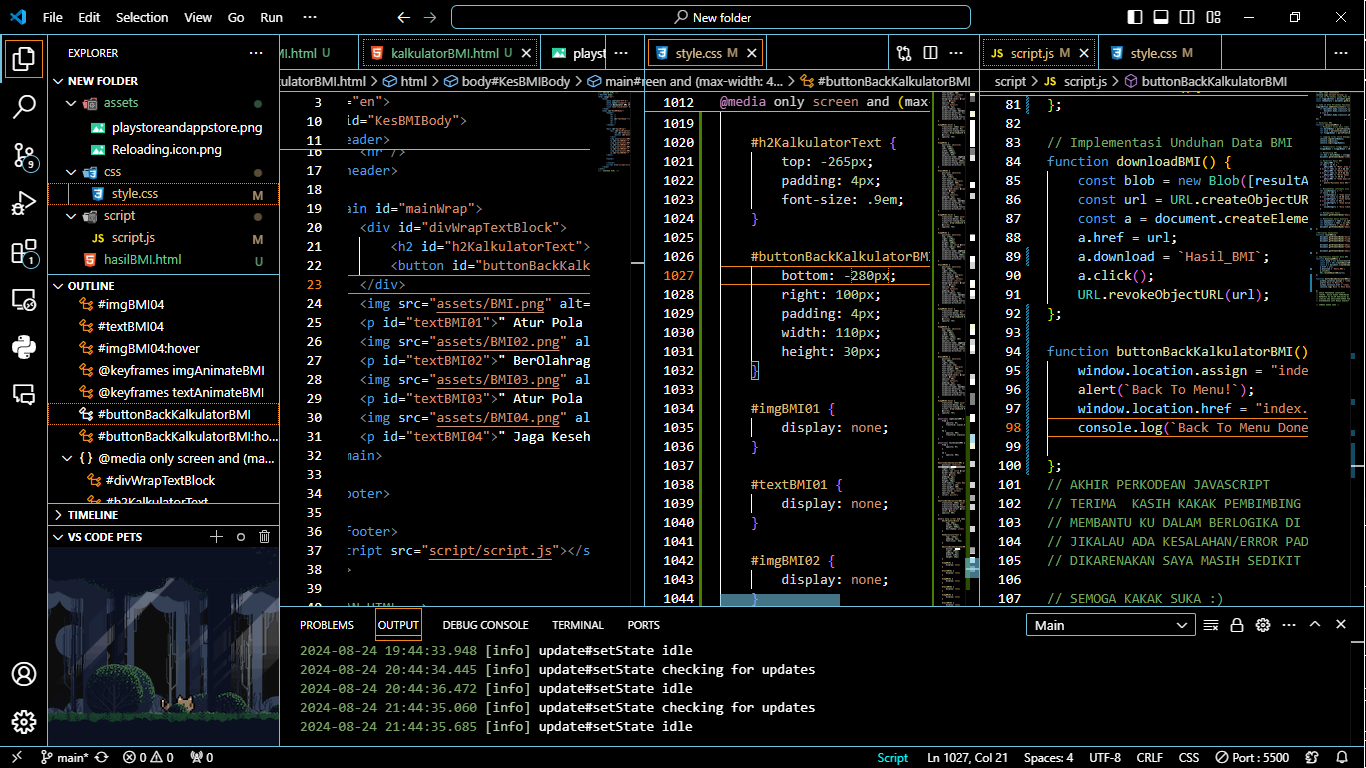 File Edit Selection View Go Run ··· New folder
EXPLORER ···
NEW FOLDER
assets
playstoreandappstore.png
Reloading.icon.png
css
style.css M
script
script.js M
hasilBMI.html U
OUTLINE
#imgBMI04
#textBMI04
#imgBMI04:hover
@keyframes imgAnimateBMI
@keyframes textAnimateBMI
#buttonBackKalkulatorBMI
#buttonBackKalkulatorBMI:ho...
@media only screen and (ma...
#divWrapTextBlock
#h2KalkulatorText
TIMELINE
VS CODE PETS
9
1
MI.html U kalkulatorBMI.html U playst ···
ulatorBMI.html > html > body#KesBMIBody > main#
3 ="en">
10 id="KesBMIBody">
11 eader>
16 <hr />
17 header>
18
19 ain id="mainWrap">
20 <div id="divWrapTextBlock">
21 <h2 id="h2KalkulatorText">
22 <button id="buttonBackKalk
23 </div>
24 <img src="assets/BMI.png" alt=
25 <p id="textBMI01">" Atur Pola
26 <img src="assets/BMI02.png" al
27 <p id="textBMI02">" BerOlahrag
28 <img src="assets/BMI03.png" al
29 <p id="textBMI03">" Atur Pola
30 <img src="assets/BMI04.png" al
31 <p id="textBMI04">" Jaga Keseh
32 main>
33
34 ooter>
35
36 footer>
37 cript src="script/script.js"></s
38 >
39
style.css M ···
reen and (max-width: 4... > #buttonBackKalkulatorBMI
1012 @media only screen and (max-
1019
1020 #h2KalkulatorText {
1021 top: -265px;
1022 padding: 4px;
1023 font-size: .9em;
1024 }
1025
1026 #buttonBackKalkulatorBMI
1027 bottom: -280px;
1028 right: 100px;
1029 padding: 4px;
1030 width: 110px;
1031 height: 30px;
1032 }
1033
1034 #imgBMI01 {
1035 display: none;
1036 }
1037
1038 #textBMI01 {
1039 display: none;
1040 }
1041
1042 #imgBMI02 {
1043 display: none;
1044 }
JS script.js M style.css M ···
script > JS script.js > buttonBackKalkulatorBMI
81 };
82
83 // Implementasi Unduhan Data BMI
84 function downloadBMI() {
85 const blob = new Blob([resultA
86 const url = URL.createObjectUR
87 const a = document.createEleme
88 a.href = url;
89 a.download = `Hasil_BMI`;
90 a.click();
91 URL.revokeObjectURL(url);
92 };
93
94 function buttonBackKalkulatorBMI()
95 window.location.assign = "inde
96 alert(`Back To Menu!`);
97 window.location.href = "index.
98 console.log(`Back To Menu Done
99
100 };
101 // AKHIR PERKODEAN JAVASCRIPT
102 // TERIMA KASIH KAKAK PEMBIMBING
103 // MEMBANTU KU DALAM BERLOGIKA DI
104 // JIKALAU ADA KESALAHAN/ERROR PAD
105 // DIKARENAKAN SAYA MASIH SEDIKIT
106
107 // SEMOGA KAKAK SUKA :)
PROBLEMS OUTPUT DEBUG CONSOLE TERMINAL PORTS Main ···
2024-08-24 19:44:33.948 [info] update#setState idle
2024-08-24 20:44:34.445 [info] update#setState checking for updates
2024-08-24 20:44:36.472 [info] update#setState idle
2024-08-24 21:44:35.060 [info] update#setState checking for updates
2024-08-24 21:44:35.685 [info] update#setState idle
main* 0 0 0 Script Ln 1027, Col 21 Spaces: 4 UTF-8 CRLF CSS Port : 5500